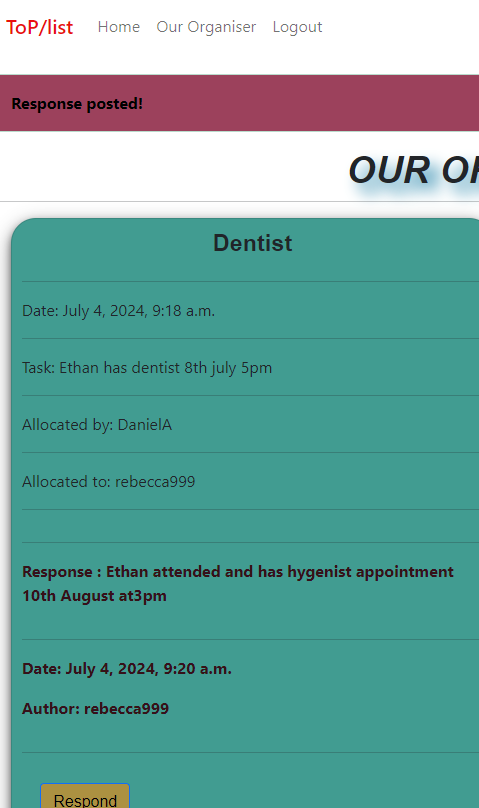 ToP/list Home Our Organiser Logout
Response posted!
OUR
Dentist
Date: July 4, 2024, 9:18 a.m.
Task: Ethan has dentist 8th july 5pm
Allocated by: DanielA
Allocated to: rebecca999
Response : Ethan attended and has hygenist appointment
10th August at3pm
Date: July 4, 2024, 9:20 a.m.
Author: rebecca999
Respond